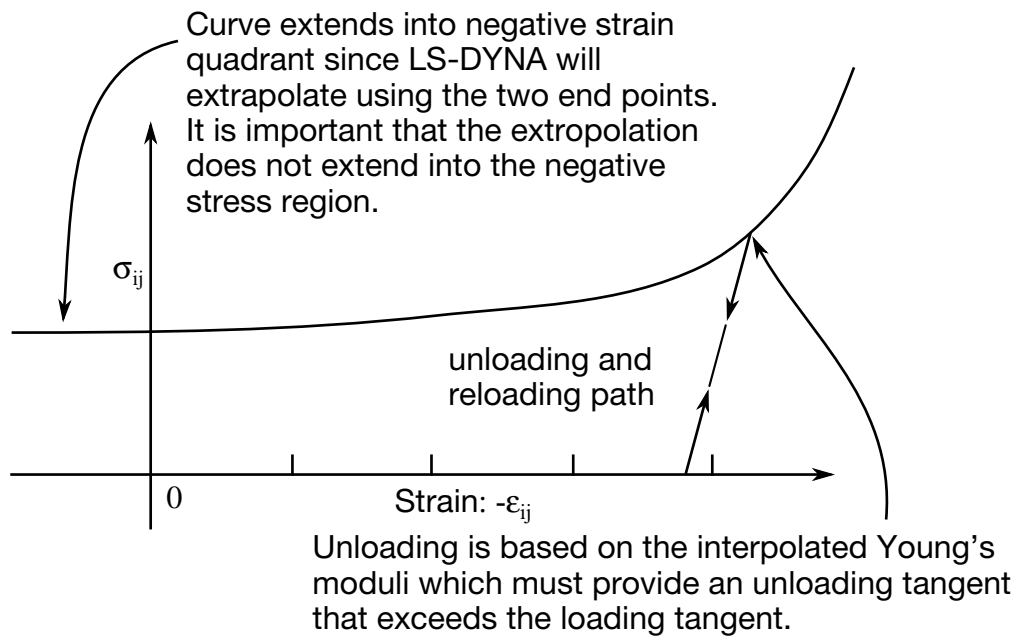 Curve extends into negative strain
quadrant since LS-DYNA will
extrapolate using the two end points.
It is important that the extropolation
does not extend into the negative
stress region.
σij
unloading and
reloading path
0
Strain: -εij
Unloading is based on the interpolated Young's
moduli which must provide an unloading tangent
that exceeds the loading tangent.